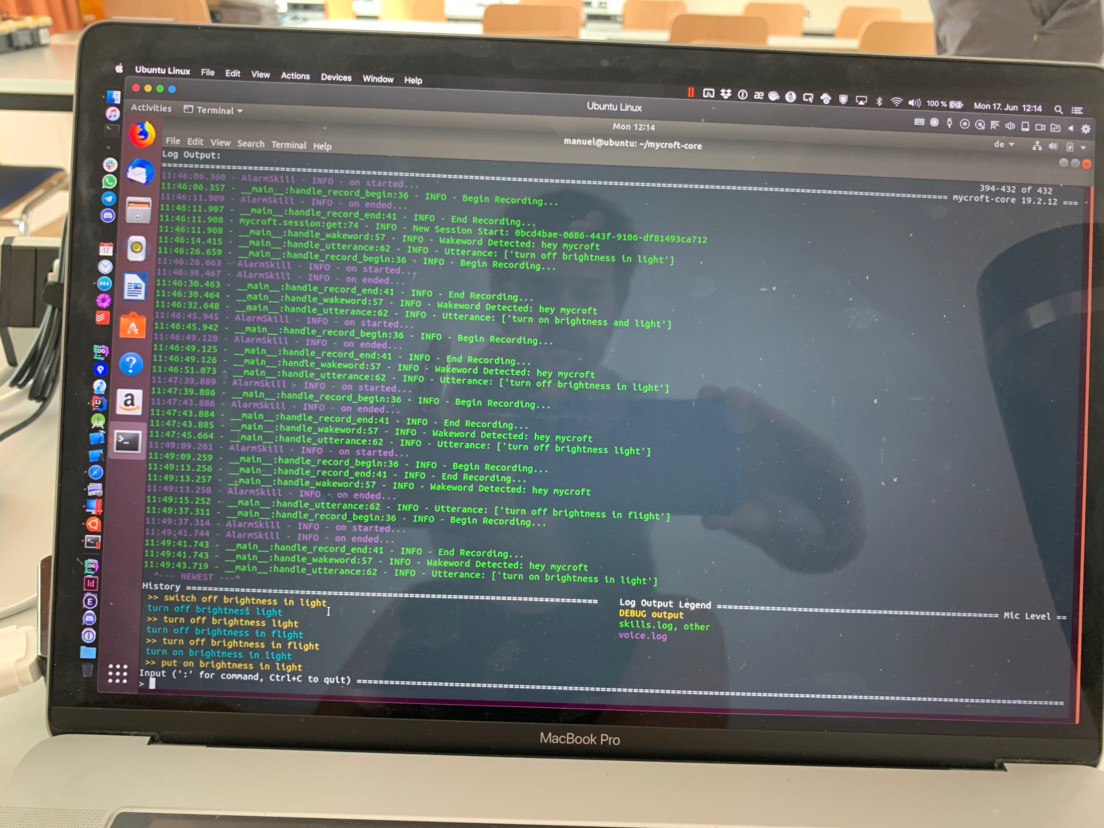 Ubuntu Linux File Edit View Actions Devices Window Help 100 % Mon 17. Jun 12:14
Ubuntu Linux
Activities Terminal Mon 12:14 de
manuel@ubuntu: ~/mycroft-core
File Edit View Search Terminal Help
Log Output: 394-432 of 432
Mycroft-core 19.2.12 ===
11:46:06.360 - AlarmSkill - INFO - on started...
11:46:06.357 - __main__:handle_record_begin:36 - INFO - Begin Recording...
11:46:11.909 - AlarmSkill - INFO - on ended...
11:46:11.907 - __main__:handle_record_end:41 - INFO - End Recording...
11:46:11.908 - mycroft.session:get:74 - INFO - New Session Start: 0bcd4bae-0686-443f-9106-df81493ca712
11:46:11.908 - __main__:handle_wakeword:57 - INFO - Wakeword Detected: hey mycroft
11:46:14.415 - __main__:handle_utterance:62 - INFO - Utterance: ['turn off brightness in light']
11:46:26.659 - __main__:handle_record_begin:36 - INFO - Begin Recording...
11:46:26.663 - AlarmSkill - INFO - on started...
11:46:30.467 - AlarmSkill - INFO - on ended...
11:46:30.463 - __main__:handle_record_end:41 - INFO - End Recording...
11:46:30.464 - __main__:handle_wakeword:57 - INFO - Wakeword Detected: hey mycroft
11:46:32.648 - __main__:handle_utterance:62 - INFO - Utterance: ['turn on brightness and light']
11:46:45.945 - AlarmSkill - INFO - on started...
11:46:45.942 - __main__:handle_record_begin:36 - INFO - Begin Recording...
11:46:49.128 - AlarmSkill - INFO - on ended...
11:46:49.125 - __main__:handle_record_end:41 - INFO - End Recording...
11:46:49.126 - __main__:handle_wakeword:57 - INFO - Wakeword Detected: hey mycroft
11:46:51.073 - __main__:handle_utterance:62 - INFO - Utterance: ['turn off brightness in light']
11:47:39.889 - AlarmSkill - INFO - on started...
11:47:39.886 - __main__:handle_record_begin:36 - INFO - Begin Recording...
11:47:43.886 - AlarmSkill - INFO - on ended...
11:47:43.884 - __main__:handle_record_end:41 - INFO - End Recording...
11:47:43.885 - __main__:handle_wakeword:57 - INFO - Wakeword Detected: hey mycroft
11:47:45.664 - __main__:handle_utterance:62 - INFO - Utterance: ['turn off brightness light']
11:49:09.261 - AlarmSkill - INFO - on started...
11:49:09.259 - __main__:handle_record_begin:36 - INFO - Begin Recording...
11:49:13.256 - __main__:handle_record_end:41 - INFO - End Recording...
11:49:13.257 - __main__:handle_wakeword:57 - INFO - Wakeword Detected: hey mycroft
11:49:13.258 - AlarmSkill - INFO - on ended...
11:49:15.252 - __main__:handle_utterance:62 - INFO - Utterance: ['turn off brightness in flight']
11:49:37.311 - __main__:handle_record_begin:36 - INFO - Begin Recording...
11:49:37.314 - AlarmSkill - INFO - on started...
11:49:41.744 - AlarmSkill - INFO - on ended...
11:49:41.743 - __main__:handle_record_end:41 - INFO - End Recording...
11:49:41.743 - __main__:handle_wakeword:57 - INFO - Wakeword Detected: hey mycroft
11:49:43.719 - __main__:handle_utterance:62 - INFO - Utterance: ['turn on brightness in light']
^--- NEWEST ---^
History Log Output Legend Mic Level ==
>> switch off brightness in light DEBUG output
turn off brightness light skills.log, other
>> turn off brightness light voice.log
turn off brightness in flight
>> turn off brightness in flight
turn on brightness in light
>> put on brightness in light
Input (':' for command, Ctrl+C to quit)
>
MacBook Pro